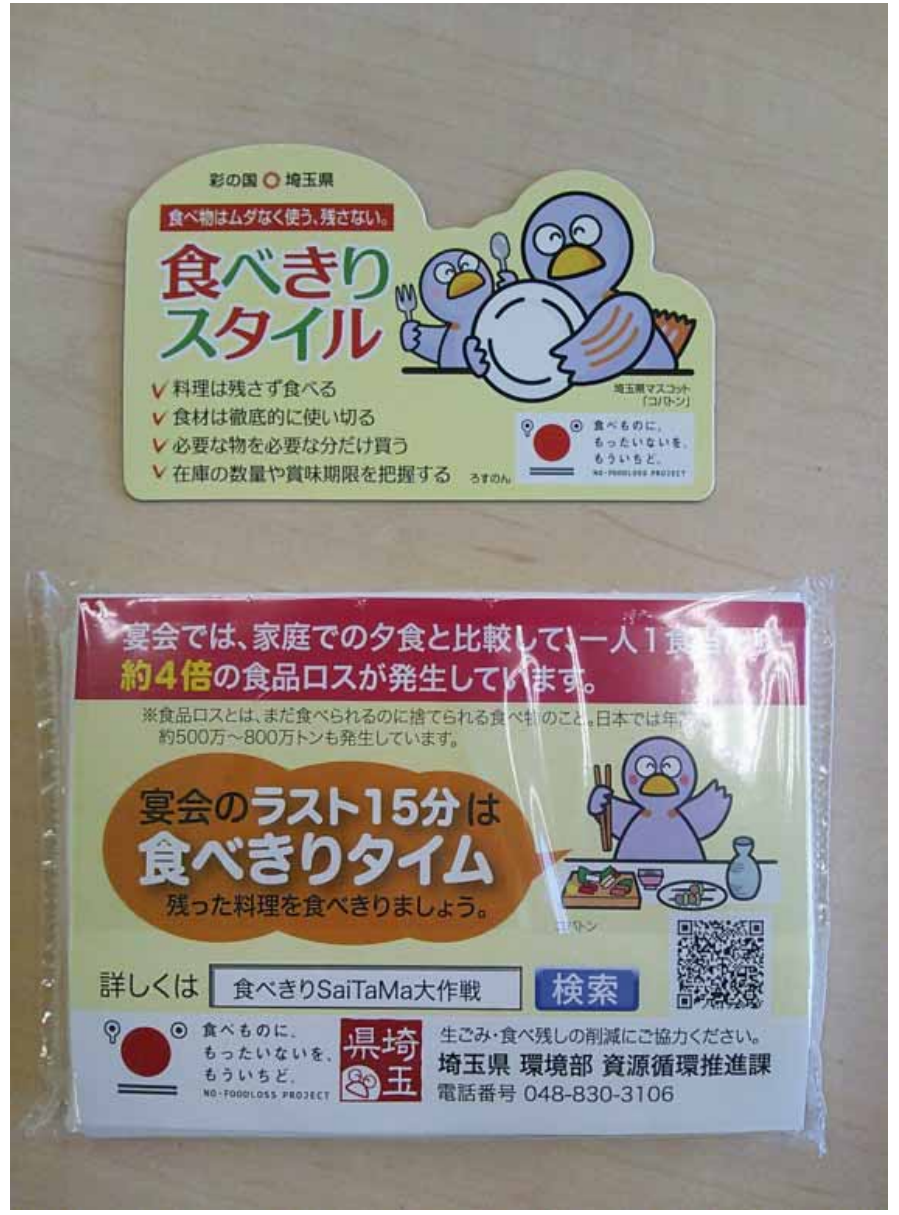 彩の国 埼玉県
食べ物はムダなく使う、残さない。
食べきり
スタイル
✓ 料理は残さず食べる
✓ 食材は徹底的に使い切る
✓ 必要な物を必要な分だけ買う
✓ 在庫の数量や賞味期限を把握する
埼玉県マスコット
「コバトン」
ろすのん
食べものに、
もったいないを、
もういちど。
NO-FOODLOSS PROJECT
宴会では、家庭での夕食と比較して、一人1食当たり
約4倍の食品ロスが発生しています。
※食品ロスとは、まだ食べられるのに捨てられる食べ物のこと。日本では年
約500万〜800万トンも発生しています。
宴会のラスト15分は
食べきりタイム
残った料理を食べきりましょう。
コバトン
詳しくは 食べきりSaiTaMa大作戦 検索
食べものに、
もったいないを、
もういちど。
NO-FOODLOSS PROJECT
埼玉県
生ごみ・食べ残しの削減にご協力ください。
埼玉県 環境部 資源循環推進課
電話番号 048-830-3106